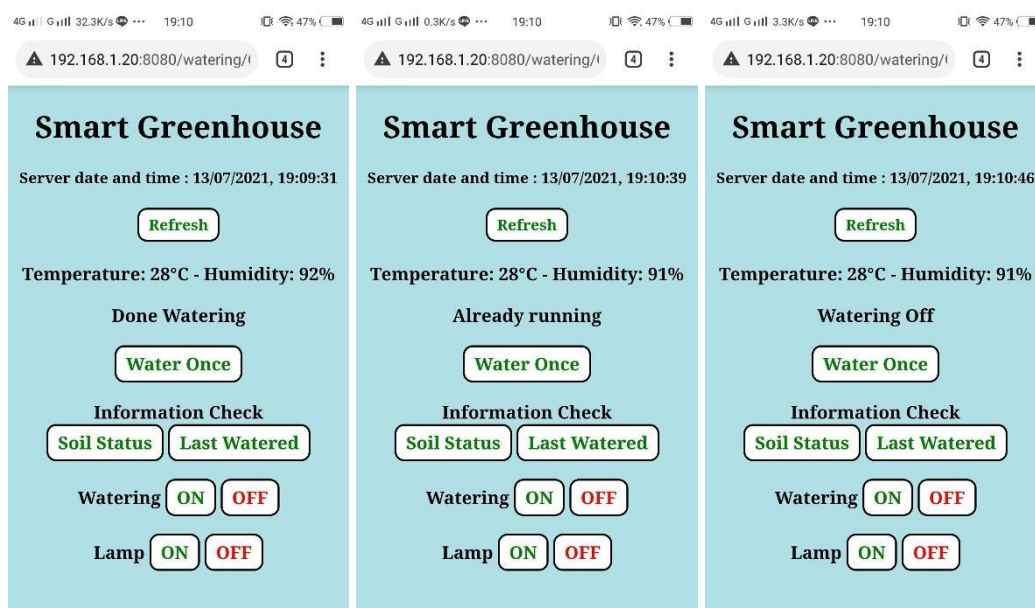 4G G 32.3K/s ··· 19:10 47%
192.168.1.20:8080/watering/ 4
Smart Greenhouse
Server date and time : 13/07/2021, 19:09:31
Refresh
Temperature: 28°C - Humidity: 92%
Done Watering
Water Once
Information Check
Soil Status Last Watered
Watering ON OFF
Lamp ON OFF
4G G 0.3K/s ··· 19:10 47%
192.168.1.20:8080/watering/ 4
Smart Greenhouse
Server date and time : 13/07/2021, 19:10:39
Refresh
Temperature: 28°C - Humidity: 91%
Already running
Water Once
Information Check
Soil Status Last Watered
Watering ON OFF
Lamp ON OFF
4G G 3.3K/s ··· 19:10 47%
192.168.1.20:8080/watering/ 4
Smart Greenhouse
Server date and time : 13/07/2021, 19:10:46
Refresh
Temperature: 28°C - Humidity: 91%
Watering Off
Water Once
Information Check
Soil Status Last Watered
Watering ON OFF
Lamp ON OFF